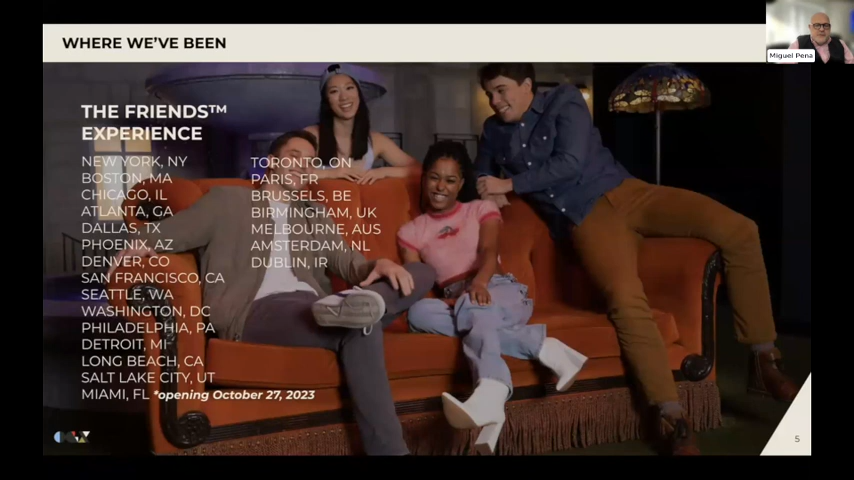 WHERE WE'VE BEEN
Miguel Pena
THE FRIENDS™
EXPERIENCE
NEW YORK, NY
BOSTON, MA
CHICAGO, IL
ATLANTA, GA
DALLAS, TX
PHOENIX, AZ
DENVER, CO
SAN FRANCISCO, CA
SEATTLE, WA
WASHINGTON, DC
PHILADELPHIA, PA
DETROIT, MI
LONG BEACH, CA
SALT LAKE CITY, UT
MIAMI, FL *opening October 27, 2023
TORONTO, ON
PARIS, FR
BRUSSELS, BE
BIRMINGHAM, UK
MELBOURNE, AUS
AMSTERDAM, NL
DUBLIN, IR
5